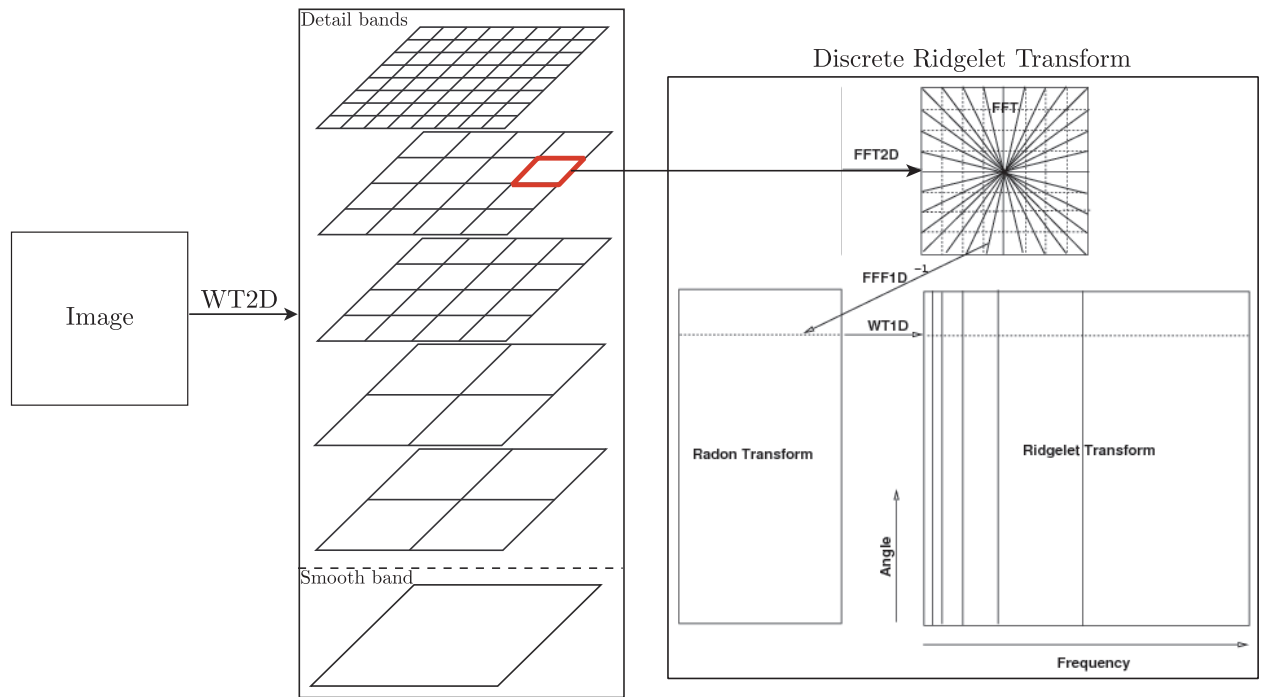 Detail bands
Discrete Ridgelet Transform
FFT
FFT2D
FFF1D −1
Image
WT2D
WT1D
Radon Transform
Ridgelet Transform
Angle
Smooth band
Frequency